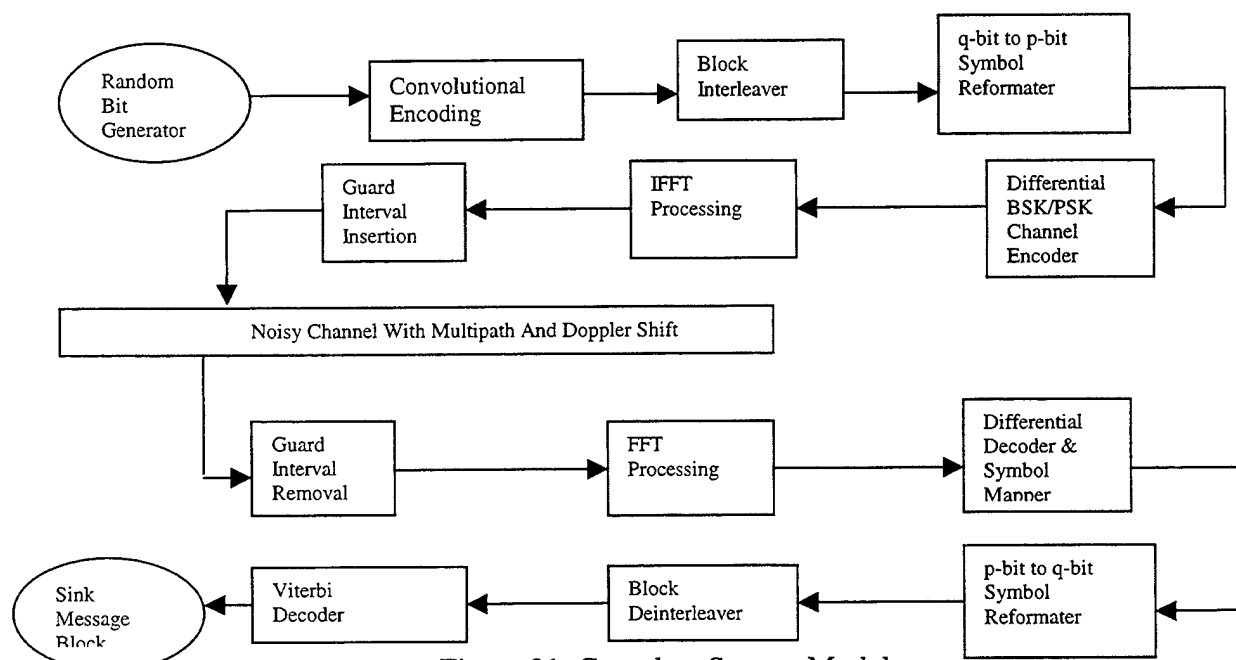 Random
Bit
Generator
Convolutional
Encoding
Block
Interleaver
q-bit to p-bit
Symbol
Reformater
Guard
Interval
Insertion
IFFT
Processing
Differential
BSK/PSK
Channel
Encoder
Noisy Channel With Multipath And Doppler Shift
Guard
Interval
Removal
FFT
Processing
Differential
Decoder &
Symbol
Sink
Message
Block
Viterbi
Decoder
Block
Deinterleaver
p-bit to q-bit
Symbol
Reformater